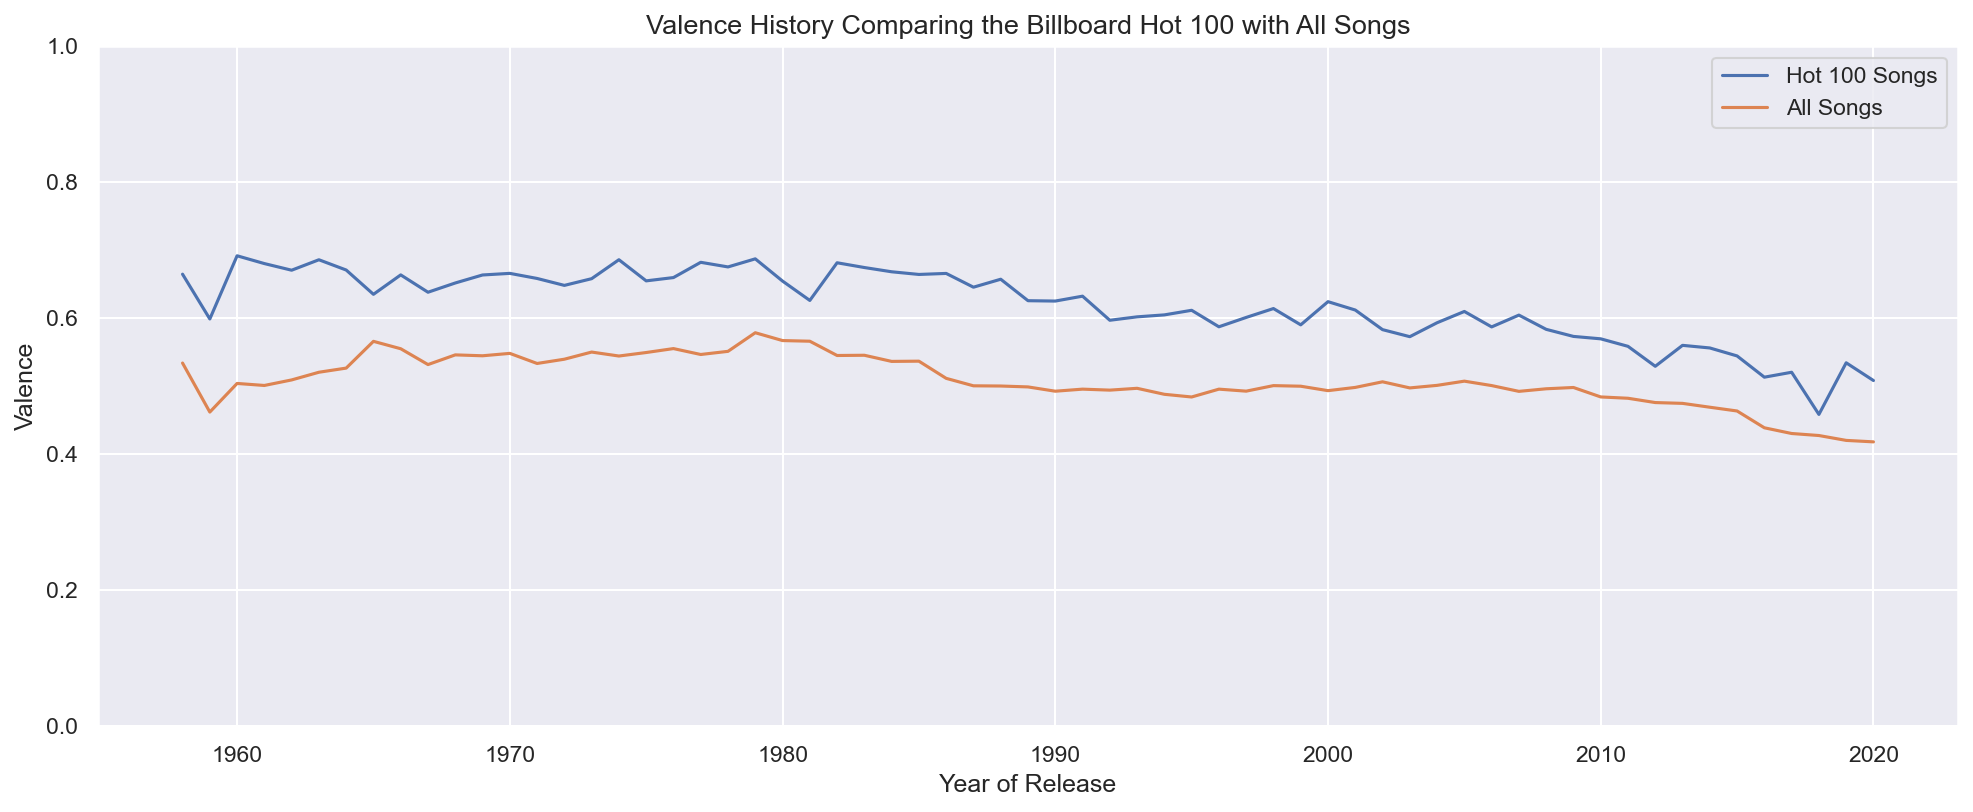 Valence History Comparing the Billboard Hot 100 with All Songs
1.0
Hot 100 Songs
All Songs
0.8
0.6
Valence
0.4
0.2
0.0
1960 1970 1980 1990 2000 2010 2020
Year of Release